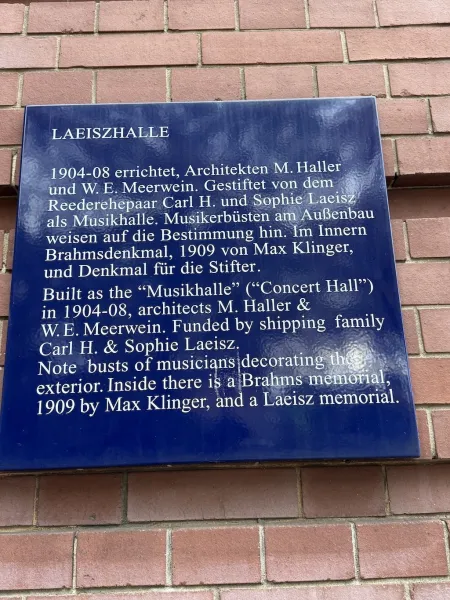 LAEISZHALLE
1904-08 errichtet, Architekten M. Haller
und W. E. Meerwein. Gestiftet von dem
Reederehepaar Carl H. und Sophie Laeisz
als Musikhalle. Musikerbüsten am Außenbau
weisen auf die Bestimmung hin. Im Innern
Brahmsdenkmal, 1909 von Max Klinger,
und Denkmal für die Stifter.
Built as the “Musikhalle” (“Concert Hall”)
in 1904-08, architects M. Haller &
W. E. Meerwein. Funded by shipping family
Carl H. & Sophie Laeisz.
Note busts of musicians decorating the
exterior. Inside there is a Brahms memorial,
1909 by Max Klinger, and a Laeisz memorial.